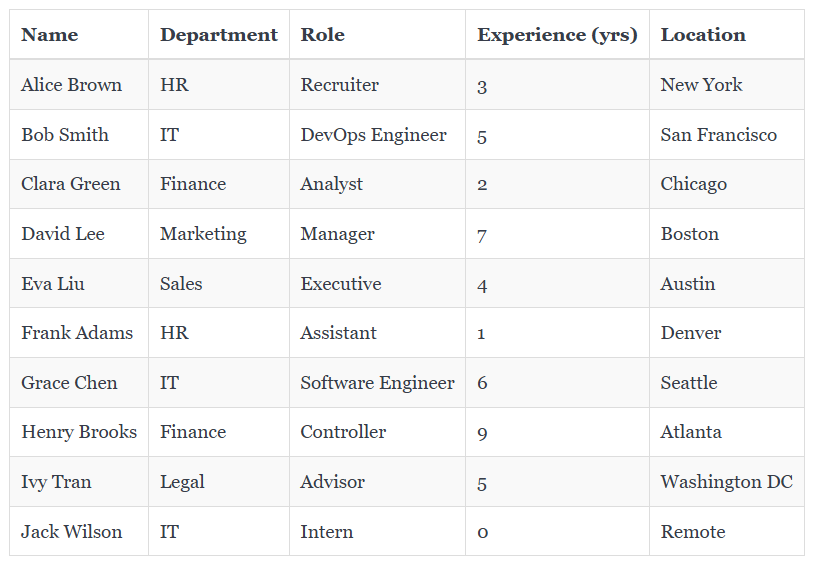 Name Department Role Experience (yrs) Location
Alice Brown HR Recruiter 3 New York
Bob Smith IT DevOps Engineer 5 San Francisco
Clara Green Finance Analyst 2 Chicago
David Lee Marketing Manager 7 Boston
Eva Liu Sales Executive 4 Austin
Frank Adams HR Assistant 1 Denver
Grace Chen IT Software Engineer 6 Seattle
Henry Brooks Finance Controller 9 Atlanta
Ivy Tran Legal Advisor 5 Washington DC
Jack Wilson IT Intern 0 Remote